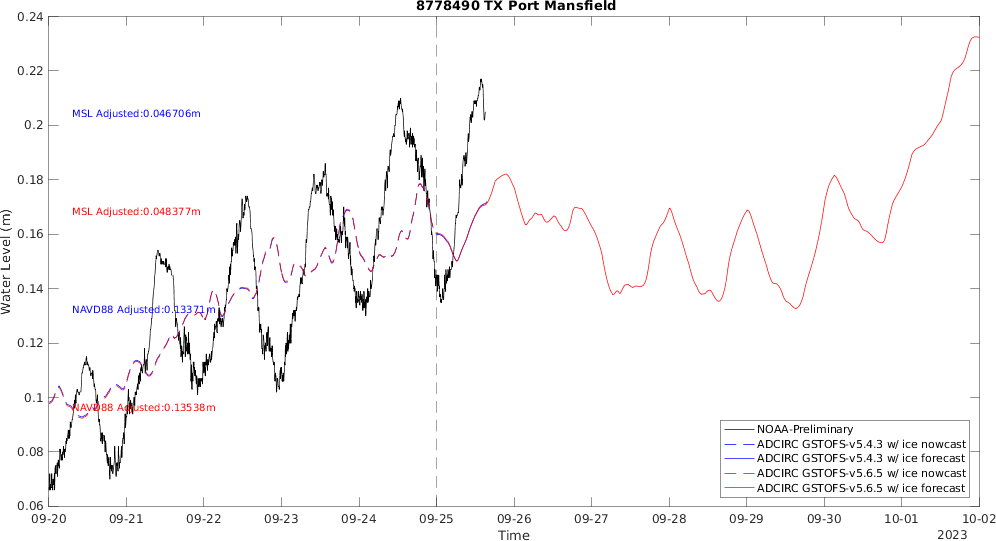 8778490 TX Port Mansfield
0.24
0.22
0.2
0.18
0.16
0.14
0.12
0.1
0.08
0.06
Water Level (m)
MSL Adjusted:0.046706m
MSL Adjusted:0.048377m
NAVD88 Adjusted:0.13371m
NAVD88 Adjusted:0.13538m
NOAA-Preliminary
ADCIRC GSTOFS-v5.4.3 w/ ice nowcast
ADCIRC GSTOFS-v5.4.3 w/ ice forecast
ADCIRC GSTOFS-v5.6.5 w/ ice nowcast
ADCIRC GSTOFS-v5.6.5 w/ ice forecast
09-20 09-21 09-22 09-23 09-24 09-25 09-26 09-27 09-28 09-29 09-30 10-01 10-02
Time
2023